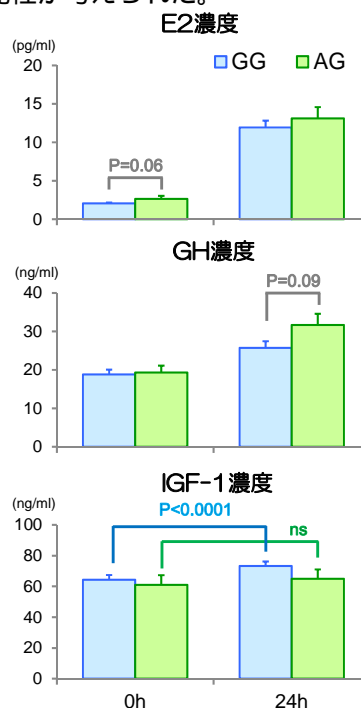 E2濃度
(pg/ml)
GG AG
20
15
10
5
0
P=0.06
GH濃度
(ng/ml)
40
30
20
10
0
P=0.09
IGF-1濃度
(ng/ml)
100
80
60
40
20
0
P<0.0001
ns
0h 24h